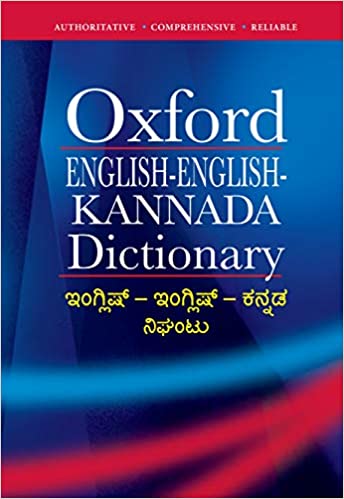 AUTHORITATIVE • COMPREHENSIVE • RELIABLE
Oxford
ENGLISH-ENGLISH-
KANNADA
Dictionary
ಇಂಗ್ಲಿಷ್ – ಇಂಗ್ಲಿಷ್ – ಕನ್ನಡ
ನಿಘಂಟು